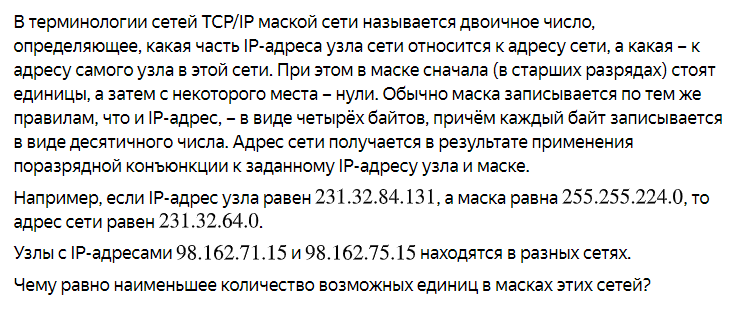 В терминологии сетей TCP/IP маской сети называется двоичное число,
определяющее, какая часть IP-адреса узла сети относится к адресу сети, а какая – к
адресу самого узла в этой сети. При этом в маске сначала (в старших разрядах) стоят
единицы, а затем с некоторого места – нули. Обычно маска записывается по тем же
правилам, что и IP-адрес, – в виде четырёх байтов, причём каждый байт записывается
в виде десятичного числа. Адрес сети получается в результате применения
поразрядной конъюнкции к заданному IP-адресу узла и маске.
Например, если IP-адрес узла равен 231.32.84.131, а маска равна 255.255.224.0, то
адрес сети равен 231.32.64.0.
Узлы с IP-адресами 98.162.71.15 и 98.162.75.15 находятся в разных сетях.
Чему равно наименьшее количество возможных единиц в масках этих сетей?